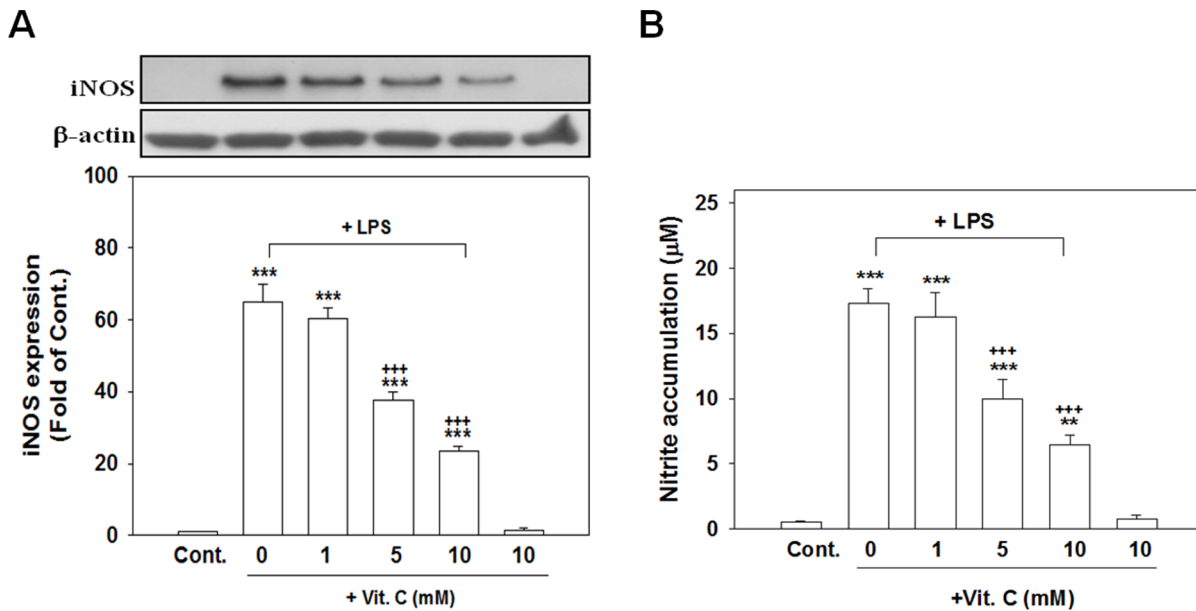 A
iNOS
β-actin
iNOS expression
(Fold of Cont.)
100
80
60
40
20
0
+ LPS
***
***
+++
***
+++
***
Cont. 0 1 5 10 10
+ Vit. C (mM)
B
Nitrite accumulation (μM)
25
20
15
10
5
0
+ LPS
***
***
+++
***
+++
**
Cont. 0 1 5 10 10
+Vit. C (mM)